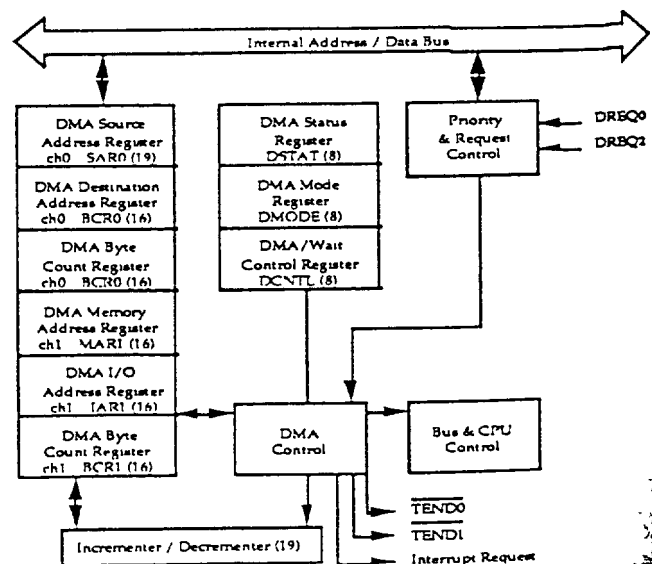 Internal Address / Data Bus
DMA Source
Address Register
ch0 SAR0 (19)
DMA Destination
Address Register
ch0 BCR0 (16)
DMA Byte
Count Register
ch0 BCR0 (16)
DMA Memory
Address Register
ch1 MAR1 (16)
DMA I/O
Address Register
ch1 IAR1 (16)
DMA Byte
Count Register
ch1 BCR1 (16)
DMA Status
Register
DSTAT (8)
DMA Mode
Register
DMODE (8)
DMA/Wait
Control Register
DCNTL (8)
Priority
& Request
Control
DREQ0
DREQ2
DMA
Control
Bus & CPU
Control
TEND0
TEND1
Interrupt Request
Incrementer / Decrementer (19)